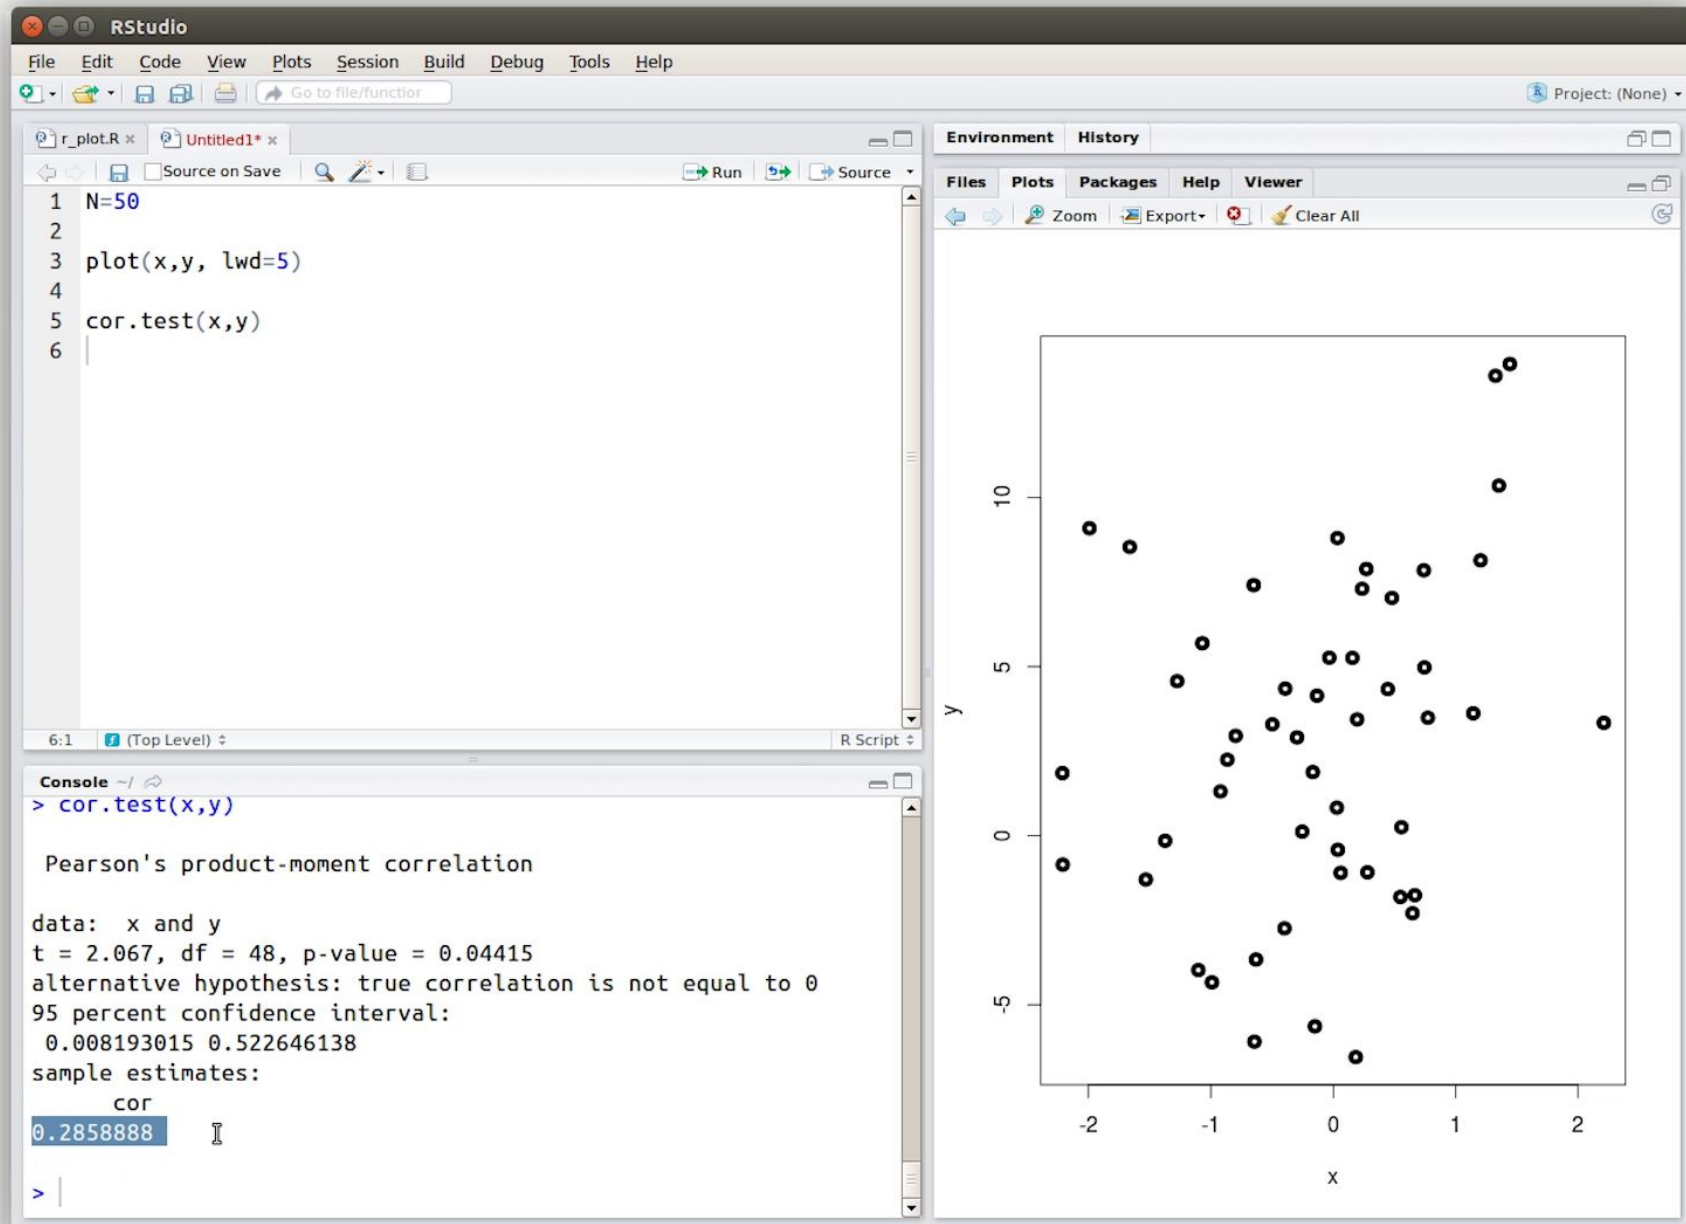 RStudio
File Edit Code View Plots Session Build Debug Tools Help
Go to file/function
Project: (None)
r_plot.R Untitled1*
Source on Save Run Source
1 N=50
2
3 plot(x,y, lwd=5)
4
5 cor.test(x,y)
6
6:1 (Top Level) R Script
Console ~/
> cor.test(x,y)
Pearson's product-moment correlation
data: x and y
t = 2.067, df = 48, p-value = 0.04415
alternative hypothesis: true correlation is not equal to 0
95 percent confidence interval:
0.008193015 0.522646138
sample estimates:
cor
0.2858888
>
Environment History
Files Plots Packages Help Viewer
Zoom Export Clear All
10
5
0
-5
y
-2 -1 0 1 2
x